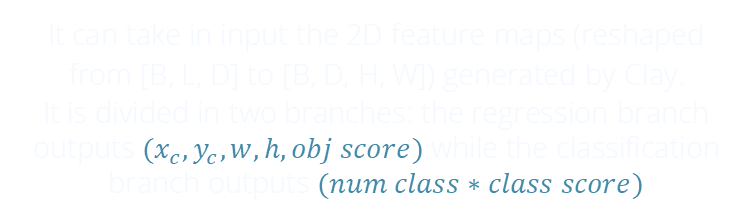 It can take in input the 2D feature maps (reshaped
from [B, L, D] to [B, D, H, W]) generated by Clay.
It is divided in two branches: the regression branch
outputs (x_c, y_c, w, h, obj score) while the classification
branch outputs (num class * class score)